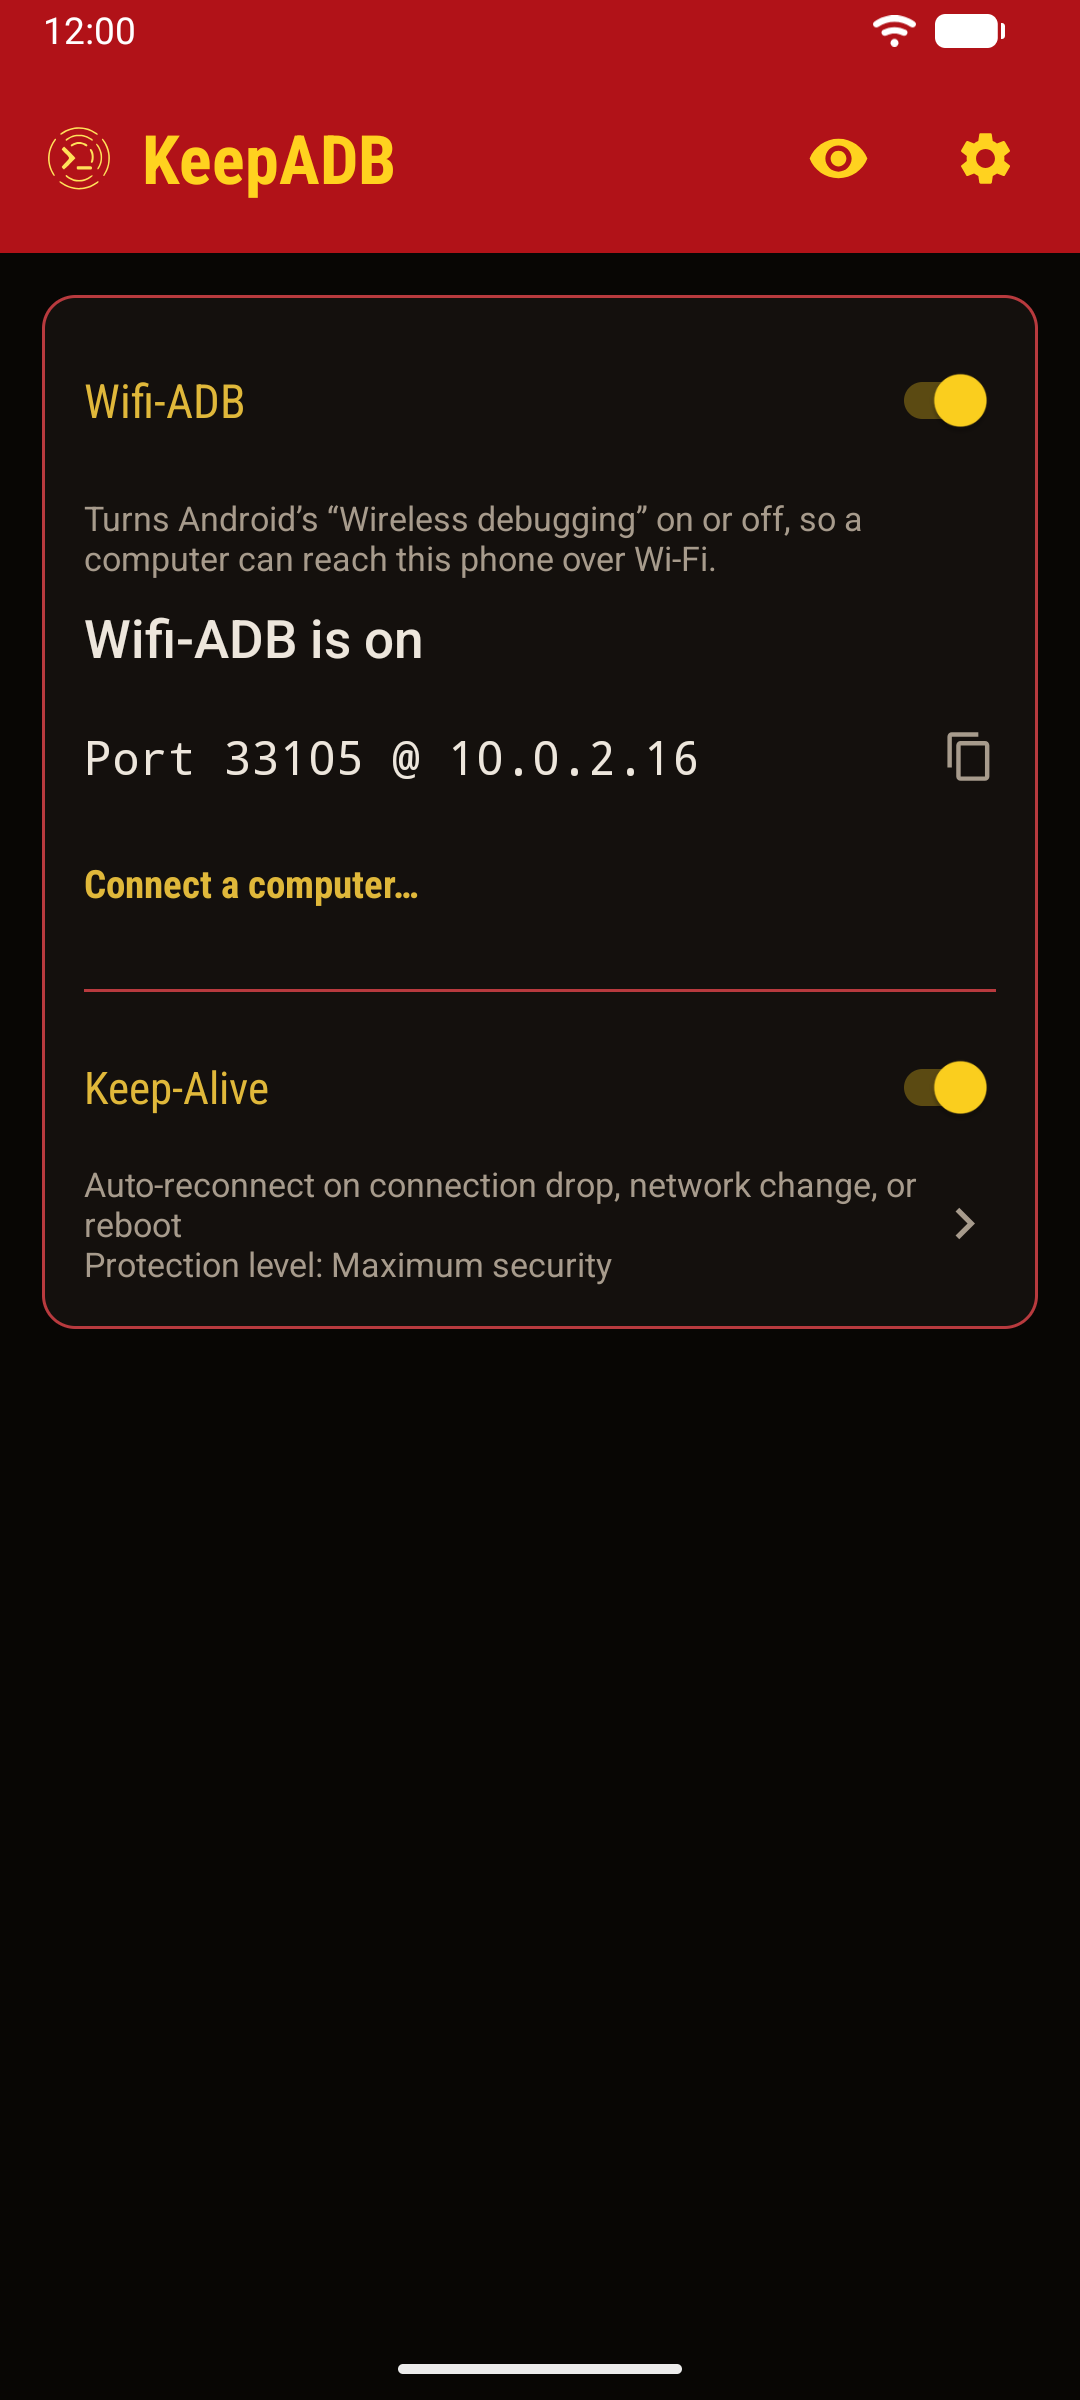 12:00
KeepADB
Wifi-ADB
Turns Android’s “Wireless debugging” on or off, so a
computer can reach this phone over Wi-Fi.
Wifi-ADB is on
Port 33105 @ 10.0.2.16
Connect a computer…
Keep-Alive
Auto-reconnect on connection drop, network change, or
reboot
Protection level: Maximum security